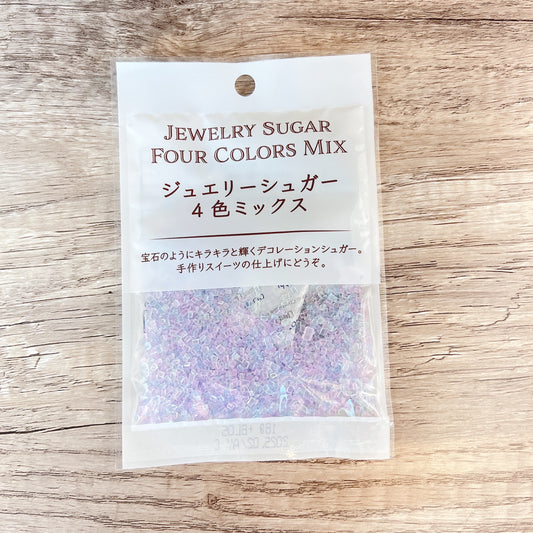 JEWELRY SUGAR
FOUR COLORS MIX
ジュエリーシュガー
4色ミックス
宝石のようにキラキラと輝くデコレーションシュガー。
手作りスイーツの仕上げにどうぞ。